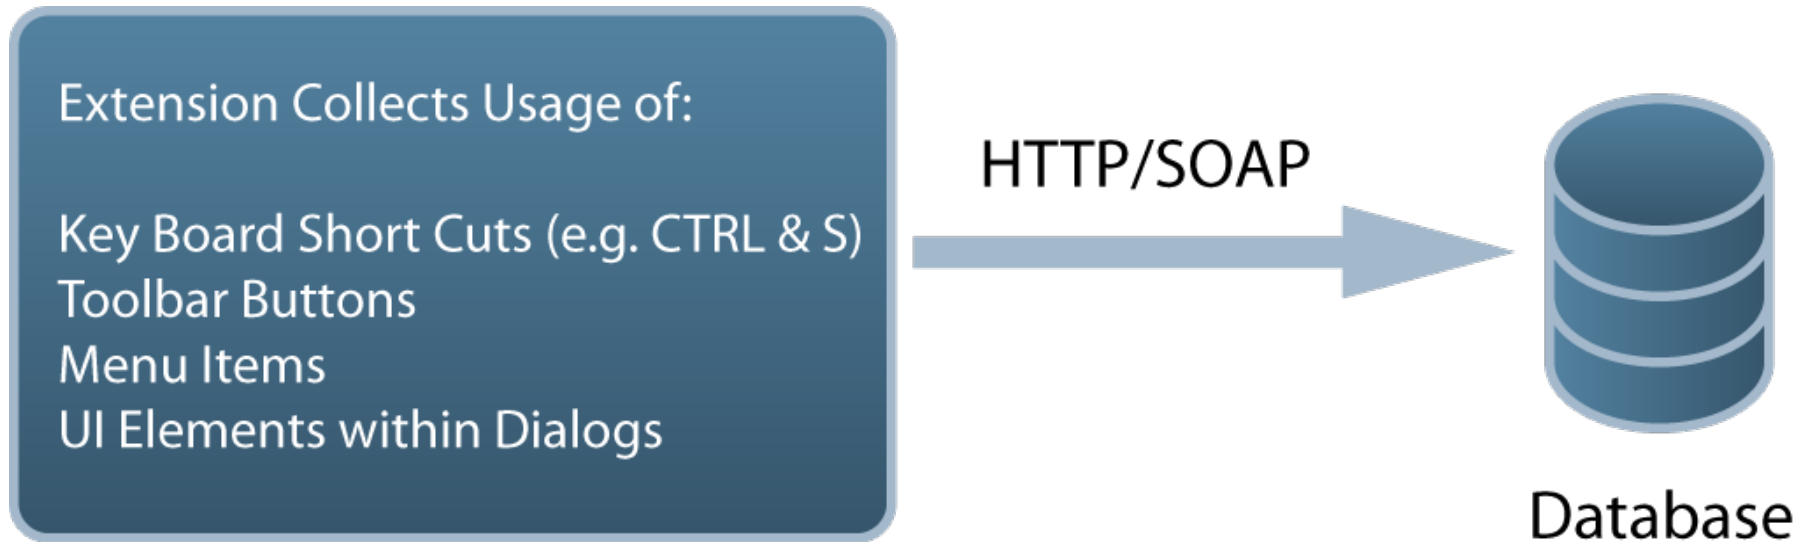 Extension Collects Usage of:
Key Board Short Cuts (e.g. CTRL & S)
Toolbar Buttons
Menu Items
UI Elements within Dialogs
HTTP/SOAP
Database